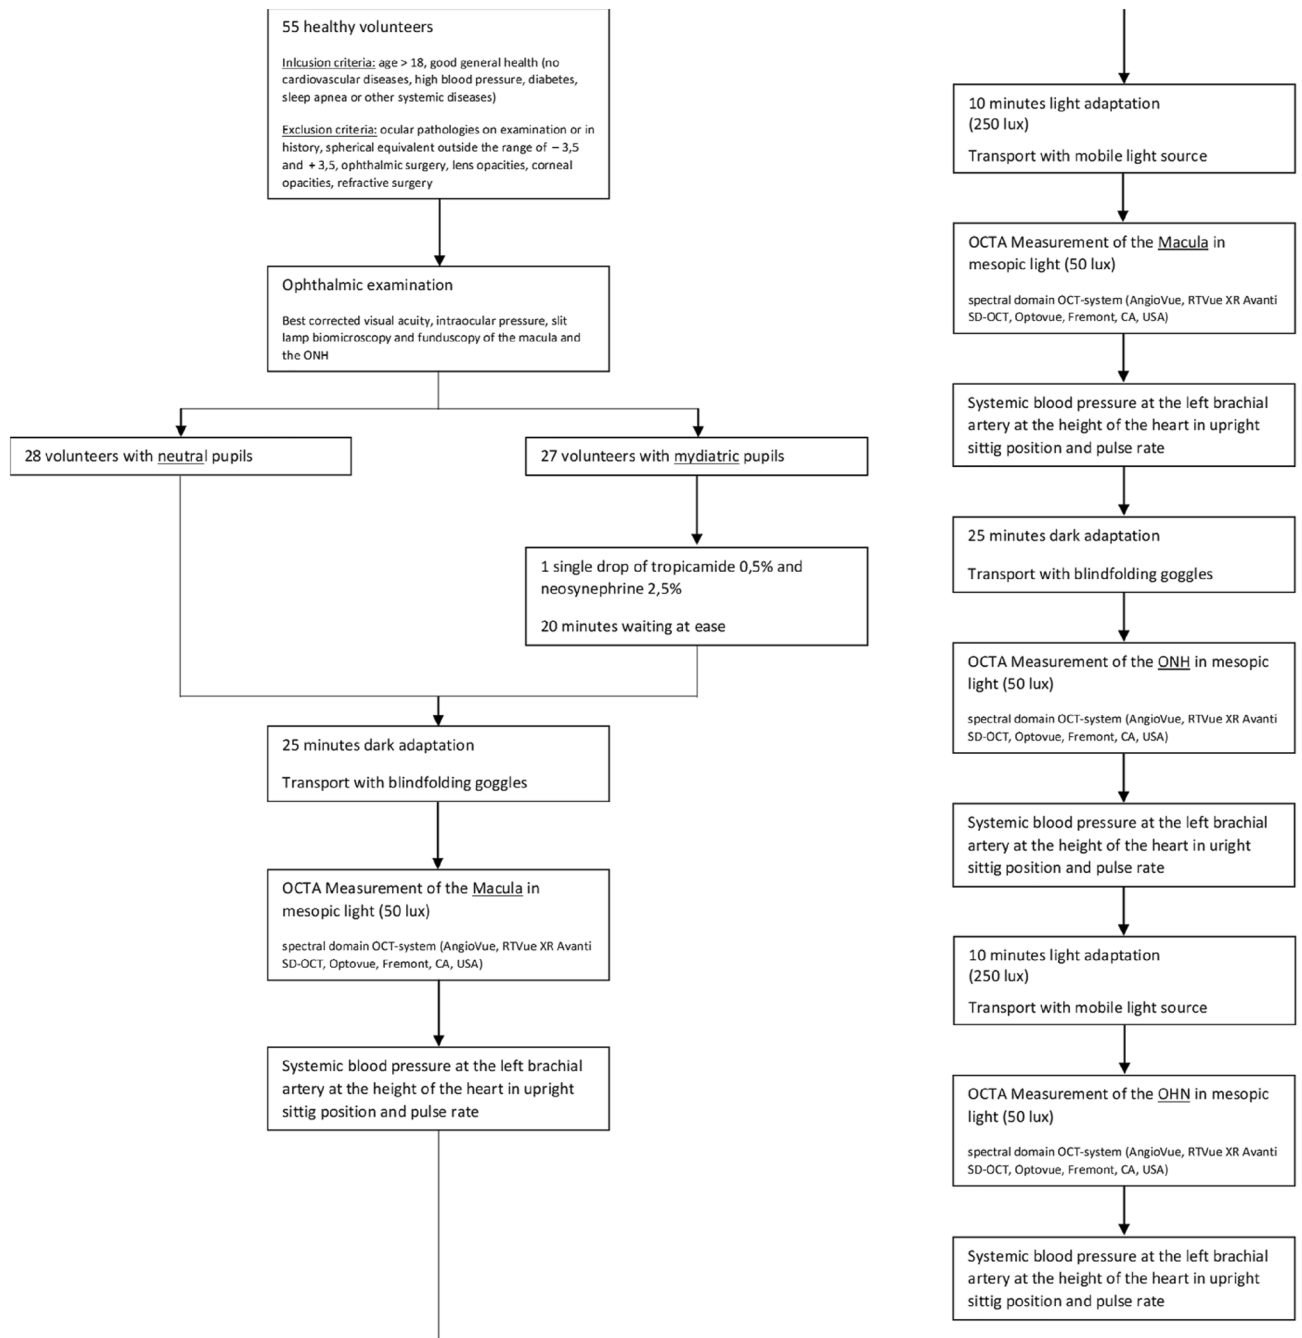 55 healthy volunteers
Inlcusion criteria: age > 18, good general health (no
cardiovascular diseases, high blood pressure, diabetes,
sleep apnea or other systemic diseases)
Exclusion criteria: ocular pathologies on examination or in
history, spherical equivalent outside the range of – 3,5
and + 3,5, ophthalmic surgery, lens opacities, corneal
opacities, refractive surgery
Ophthalmic examination
Best corrected visual acuity, intraocular pressure, slit
lamp biomicroscopy and funduscopy of the macula and
the ONH
28 volunteers with neutral pupils
27 volunteers with mydiatric pupils
1 single drop of tropicamide 0,5% and
neosynephrine 2,5%
20 minutes waiting at ease
25 minutes dark adaptation
Transport with blindfolding goggles
OCTA Measurement of the Macula in
mesopic light (50 lux)
spectral domain OCT-system (AngioVue, RTVue XR Avanti
SD-OCT, Optovue, Fremont, CA, USA)
Systemic blood pressure at the left brachial
artery at the height of the heart in upright
sittig position and pulse rate
10 minutes light adaptation
(250 lux)
Transport with mobile light source
OCTA Measurement of the Macula in
mesopic light (50 lux)
spectral domain OCT-system (AngioVue, RTVue XR Avanti
SD-OCT, Optovue, Fremont, CA, USA)
Systemic blood pressure at the left brachial
artery at the height of the heart in upright
sittig position and pulse rate
25 minutes dark adaptation
Transport with blindfolding goggles
OCTA Measurement of the ONH in mesopic
light (50 lux)
spectral domain OCT-system (AngioVue, RTVue XR Avanti
SD-OCT, Optovue, Fremont, CA, USA)
Systemic blood pressure at the left brachial
artery at the height of the heart in uright
sittig position and pulse rate
10 minutes light adaptation
(250 lux)
Transport with mobile light source
OCTA Measurement of the OHN in mesopic
light (50 lux)
spectral domain OCT-system (AngioVue, RTVue XR Avanti
SD-OCT, Optovue, Fremont, CA, USA)
Systemic blood pressure at the left brachial
artery at the height of the heart in upright
sittig position and pulse rate